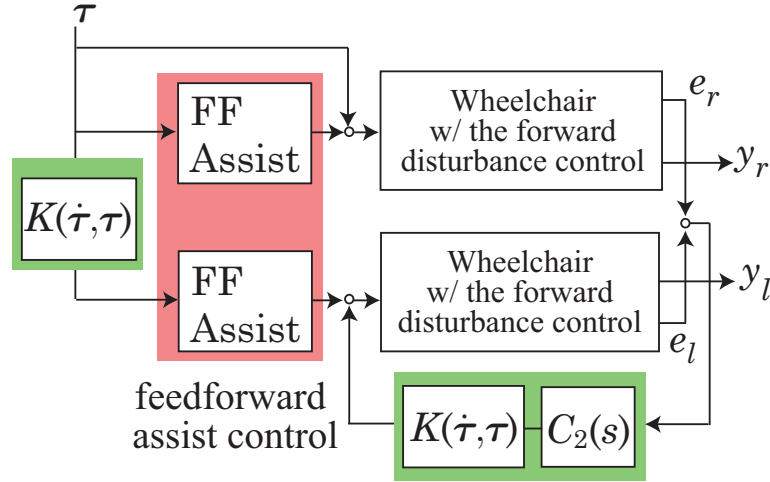 τ
FF
Assist
Wheelchair
w/ the forward
disturbance control
e_r
y_r
K(τ̇,τ)
FF
Assist
Wheelchair
w/ the forward
disturbance control
y_l
e_l
feedforward
assist control
K(τ̇,τ)
C_2(s)